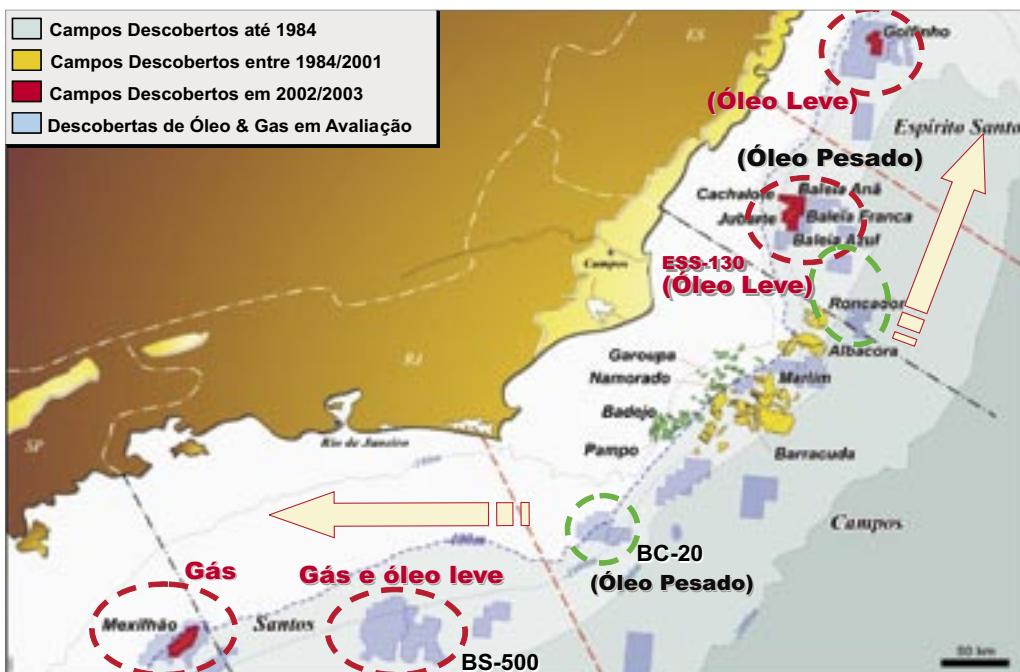 Campos Descobertos até 1984
Campos Descobertos entre 1984/2001
Campos Descobertos em 2002/2003
Descobertas de Óleo & Gas em Avaliação
ES
Golfinho
(Óleo Leve)
Espírito Santo
(Óleo Pesado)
Cachalote
Baleia Anã
Jubarte
Baleia Franca
Baleia Azul
ESS-130
(Óleo Leve)
Campos
Roncador
RJ
Garoupa
Albacora
Namorado
Marlim
Badejo
SP
Rio de Janeiro
Pampo
Barracuda
Campos
BC-20
(Óleo Pesado)
Gás
Gás e óleo leve
Mexilhão
Santos
BS-500
50 km